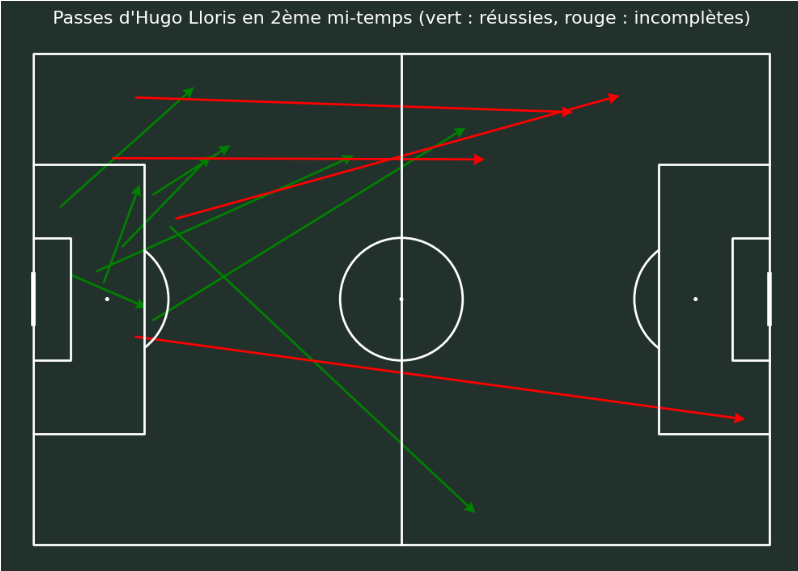 Passes d'Hugo Lloris en 2ème mi-temps (vert : réussies, rouge : incomplètes)